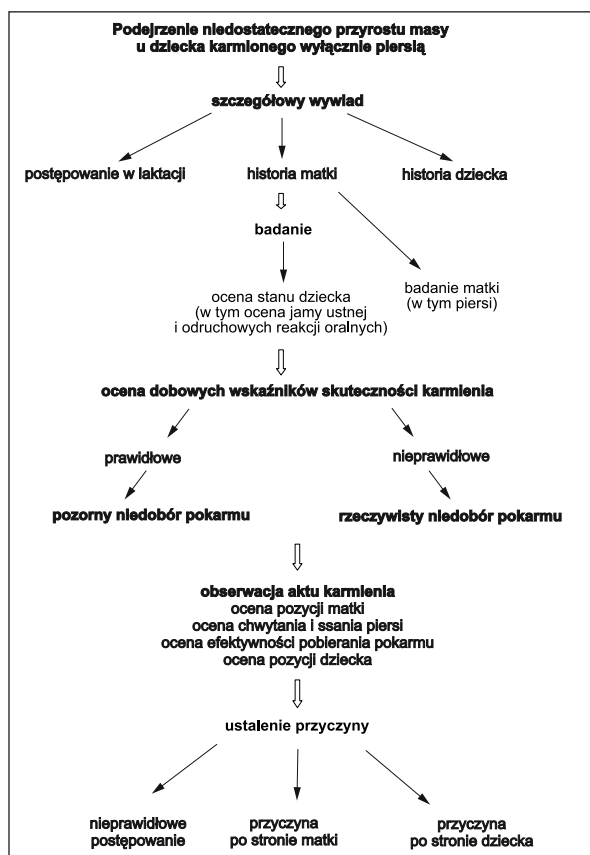 Podejrzenie niedostatecznego przyrostu masy
u dziecka karmionego wyłącznie piersią
szczegółowy wywiad
postępowanie w laktacji
historia matki
historia dziecka
badanie
ocena stanu dziecka
(w tym ocena jamy ustnej
i odruchowych reakcji oralnych)
badanie matki
(w tym piersi)
ocena dobowych wskaźników skuteczności karmienia
prawidłowe
nieprawidłowe
pozorny niedobór pokarmu
rzeczywisty niedobór pokarmu
obserwacja aktu karmienia
ocena pozycji matki
ocena chwytania i ssania piersi
ocena efektywności pobierania pokarmu
ocena pozycji dziecka
ustalenie przyczyny
nieprawidłowe
postępowanie
przyczyna
po stronie matki
przyczyna
po stronie dziecka